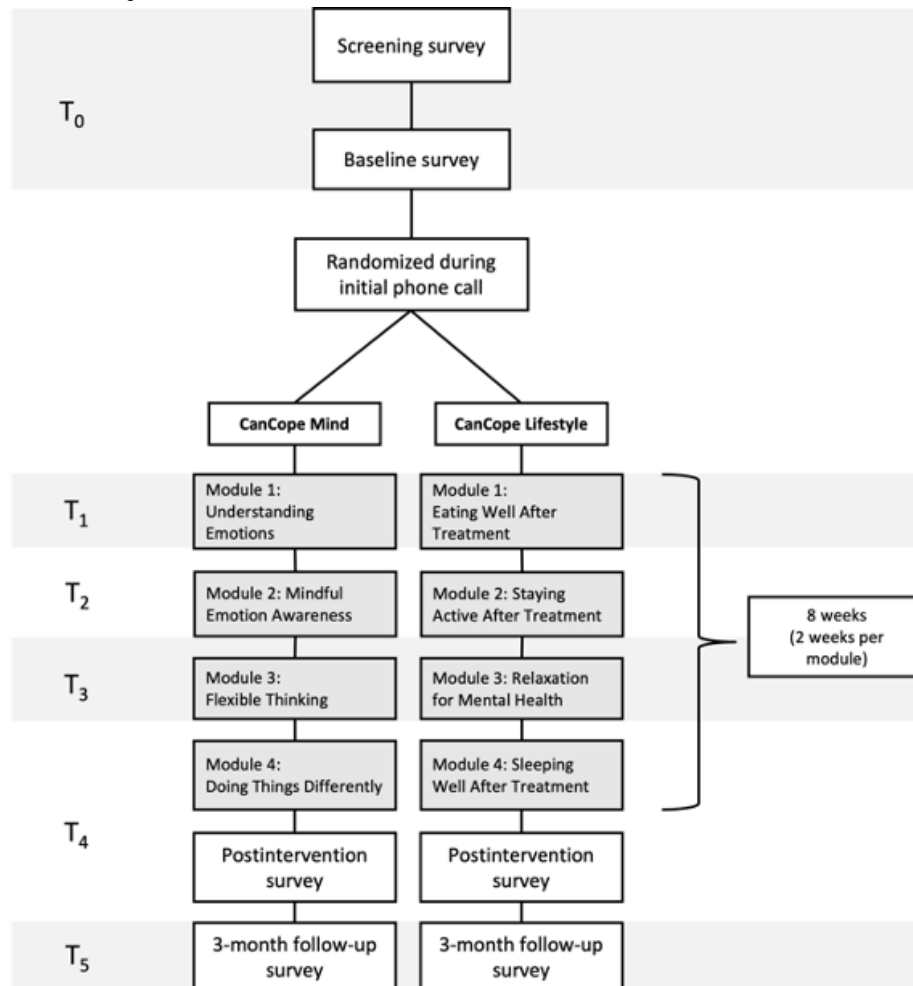 Screening survey
T0
Baseline survey
Randomized during
initial phone call
CanCope Mind
CanCope Lifestyle
T1
Module 1:
Understanding
Emotions
Module 1:
Eating Well After
Treatment
T2
Module 2: Mindful
Emotion Awareness
Module 2: Staying
Active After Treatment
8 weeks
(2 weeks per
module)
T3
Module 3:
Flexible Thinking
Module 3: Relaxation
for Mental Health
Module 4:
Doing Things Differently
Module 4: Sleeping
Well After Treatment
T4
Postintervention
survey
Postintervention
survey
T5
3-month follow-up
survey
3-month follow-up
survey